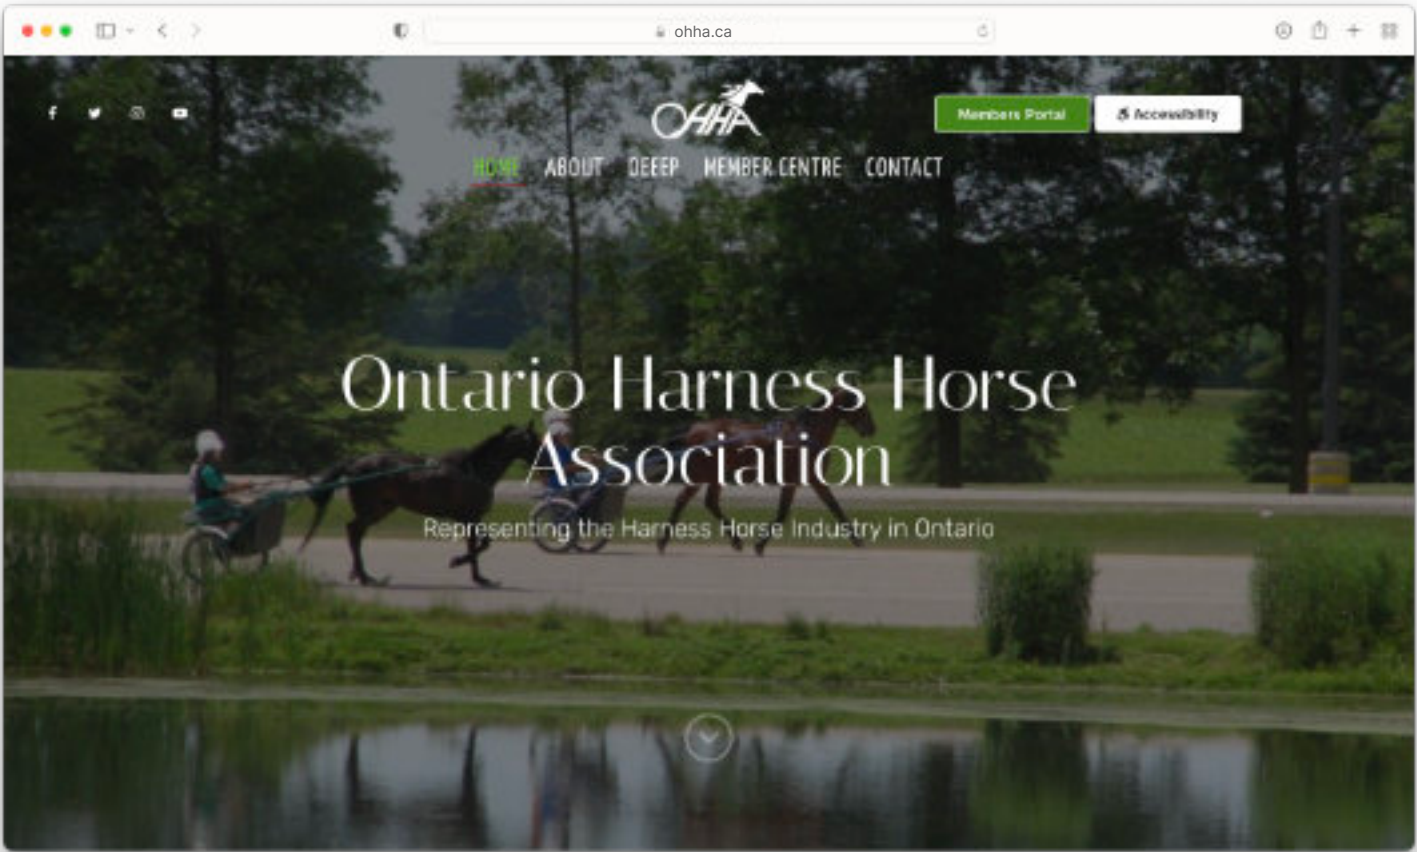 ohha.ca
OHHA
Members Portal
Accessibility
HOME ABOUT DEEEP MEMBER CENTRE CONTACT
Ontario Harness Horse
Association
Representing the Harness Horse Industry in Ontario